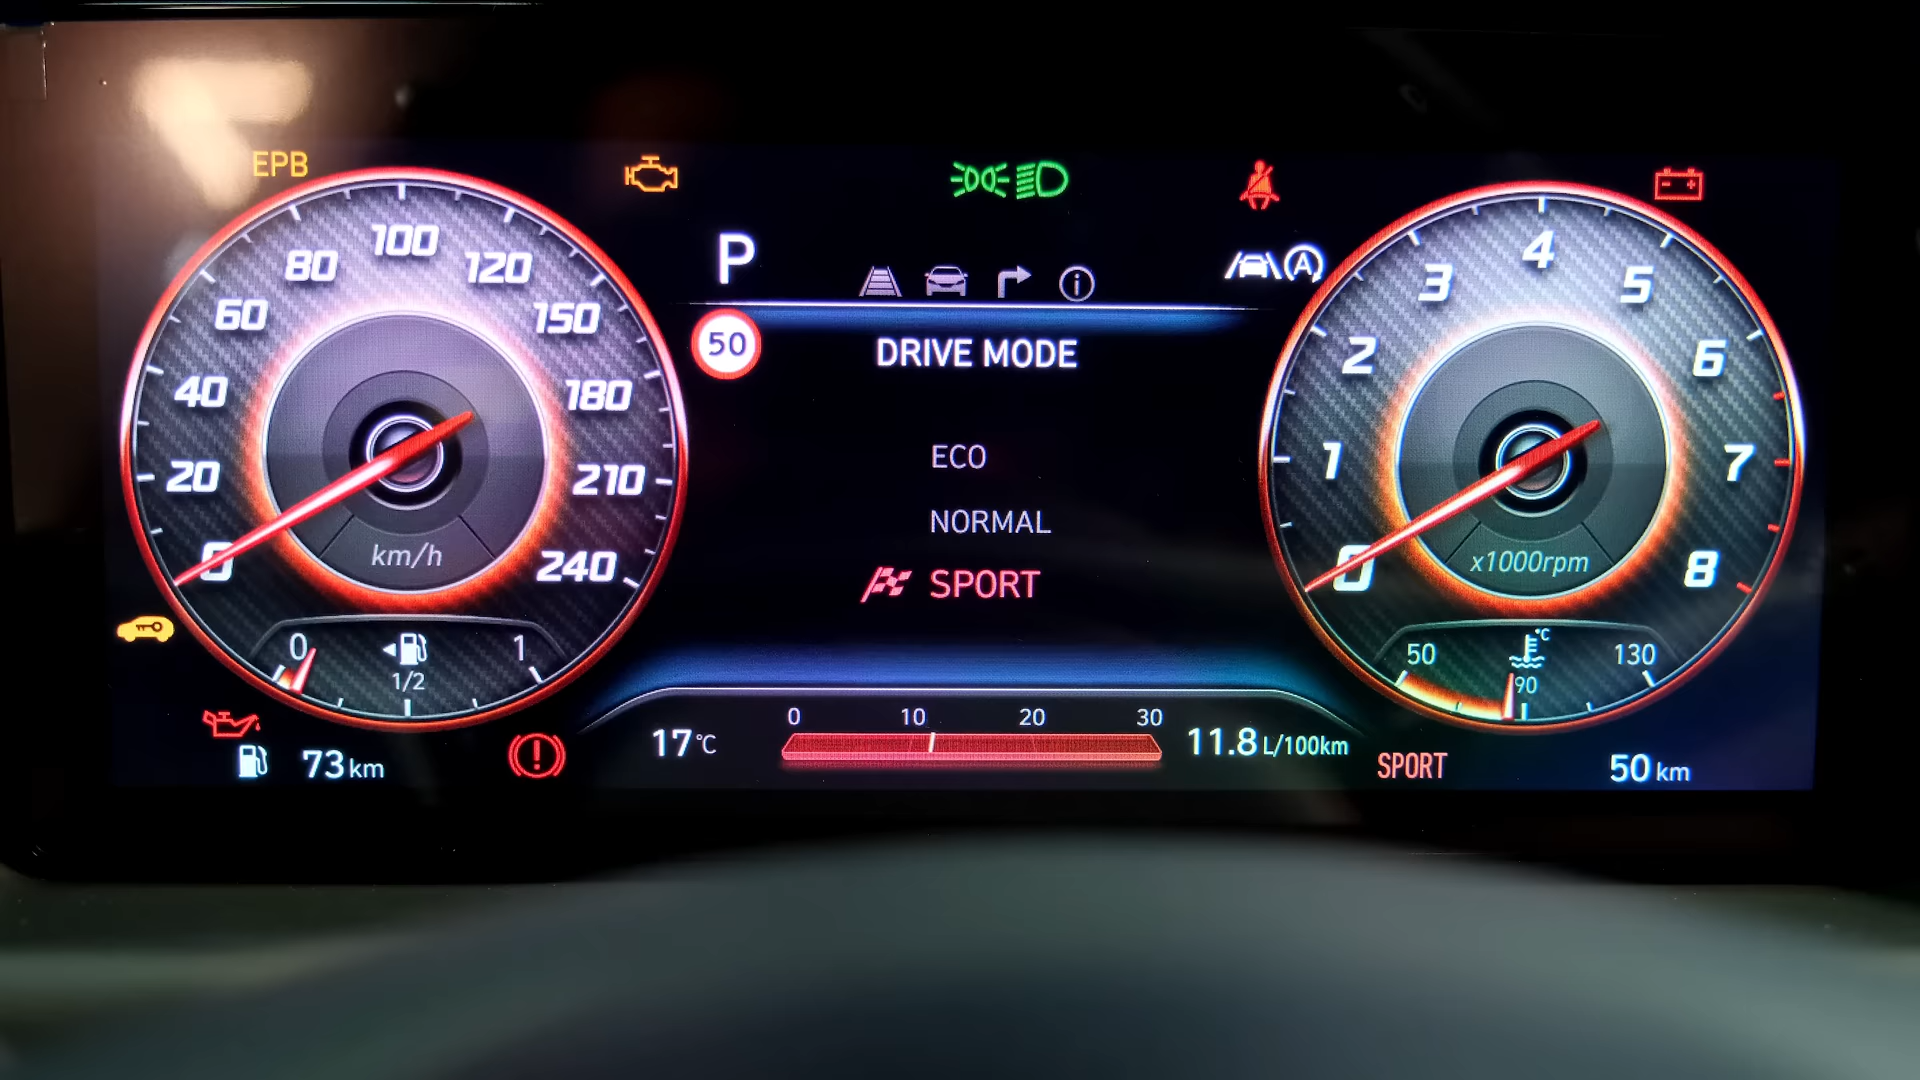 EPB
P
A
50
DRIVE MODE
ECO
NORMAL
SPORT
0
20
40
60
80
100
120
150
180
210
240
km/h
0
1
1/2
73 km
17°C
0 10 20 30
11.8 L/100km
0
1
2
3
4
5
6
7
8
x1000rpm
50
°C
130
90
SPORT
50 km